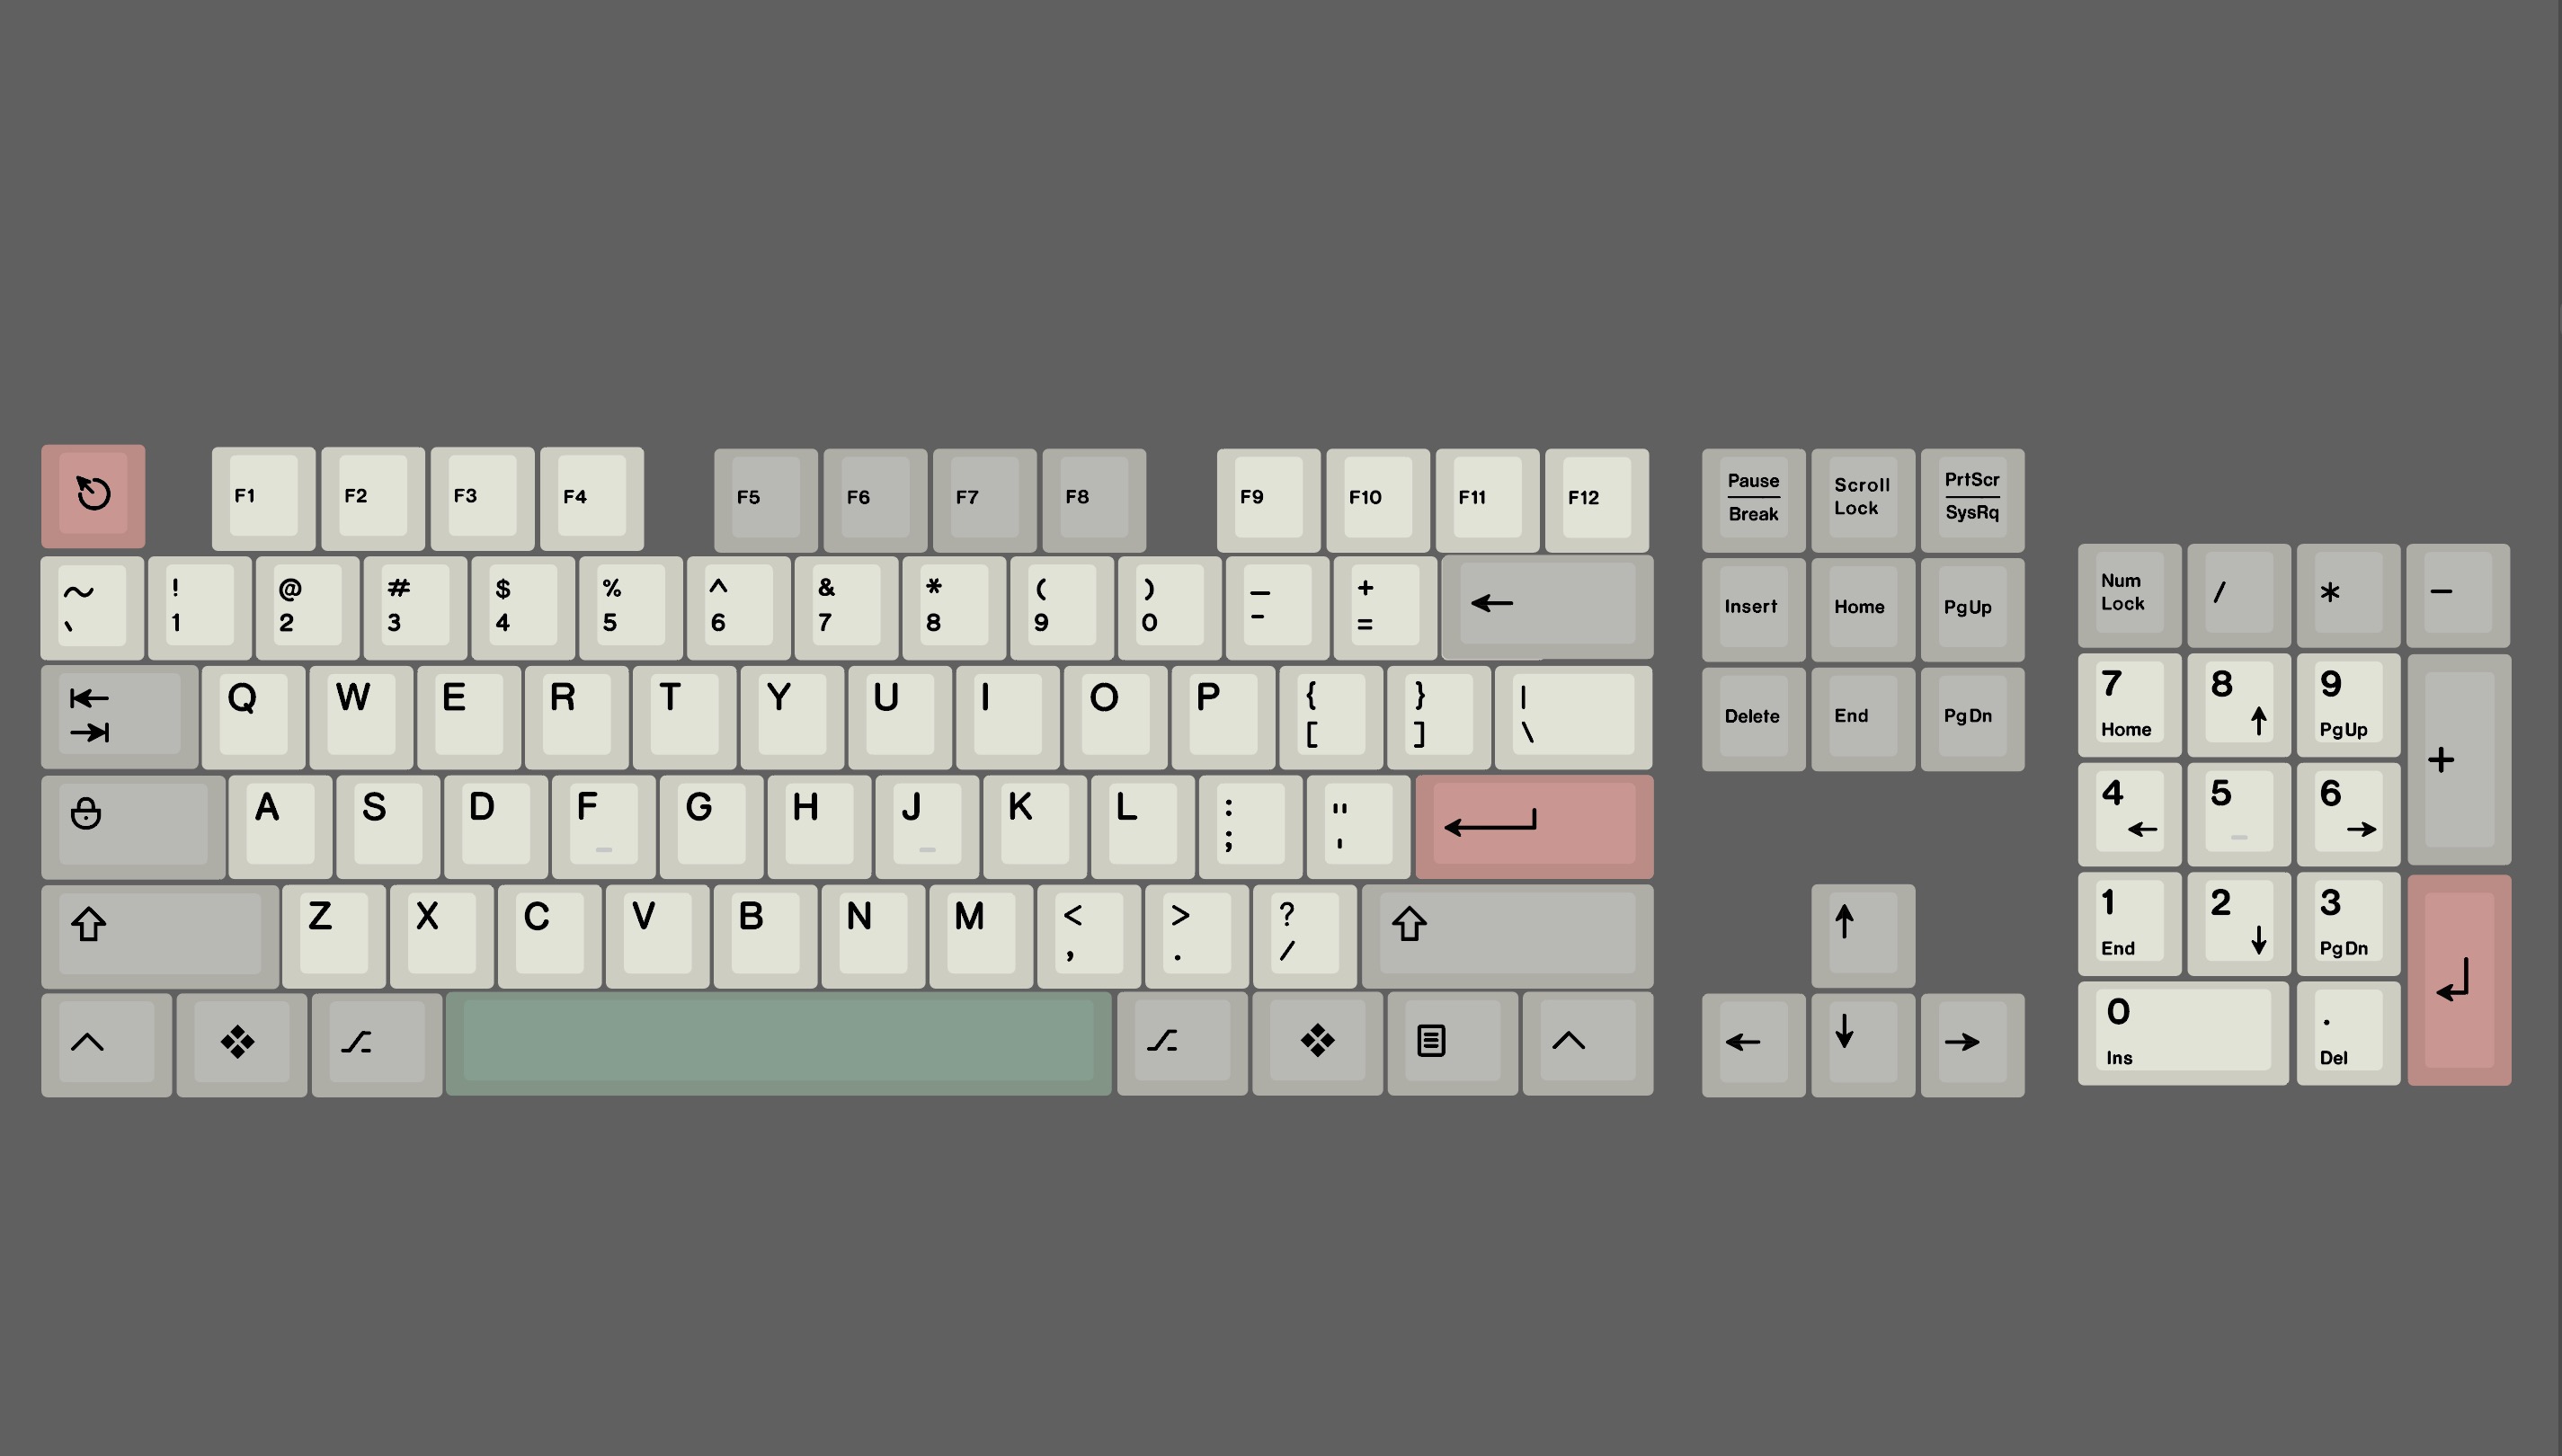 F1 F2 F3 F4 F5 F6 F7 F8 F9 F10 F11 F12
Pause
Break
Scroll
Lock
PrtScr
SysRq
~ ! @ # $ % ^ & * ( ) _ +
` 1 2 3 4 5 6 7 8 9 0 - =
←
Insert Home PgUp
Num
Lock
/ * −
⇤
⇥
Q W E R T Y U I O P { } |
[ ] \
Delete End PgDn
7 8 9
Home ↑ PgUp
+
A S D F G H J K L : "
; '
↵
4 5 6
← →
⇧ Z X C V B N M < > ?
, . /
⇧
↑
1 2 3
End ↓ PgDn
↵
^ ❖ ⌥ ⌥ ❖ ^
← ↓ →
0 .
Ins Del